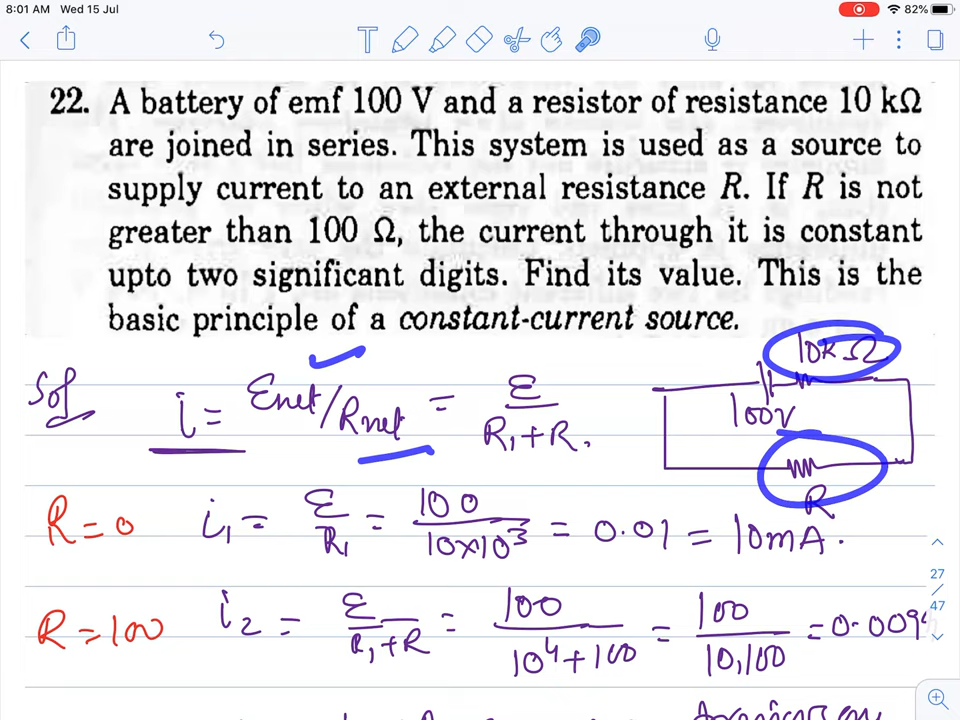 8:01 AM Wed 15 Jul
82%
22. A battery of emf 100 V and a resistor of resistance 10 kΩ
are joined in series. This system is used as a source to
supply current to an external resistance R. If R is not
greater than 100 Ω, the current through it is constant
upto two significant digits. Find its value. This is the
basic principle of a constant-current source.
10kΩ
Sol i = Enet/Rnet = ε/R₁+R.
100V
R
R=0 i₁ = ε/R₁ = 100/10×10³ = 0.01 = 10mA.
27
/
47
R=100 i₂ = ε/R₁+R = 100/10⁴+100 = 100/10,100 = 0.009